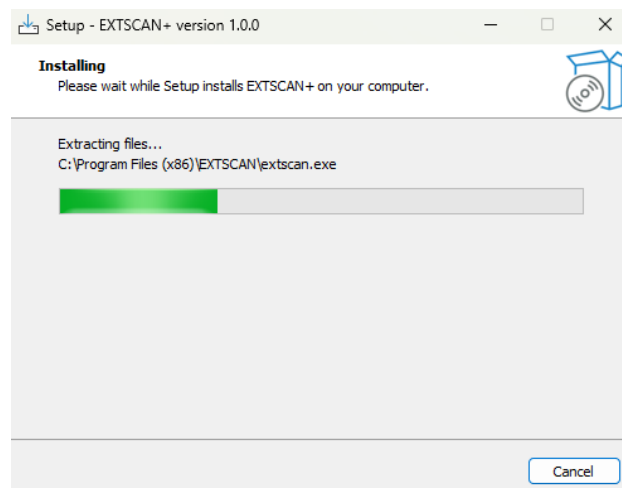 Setup - EXTSCAN+ version 1.0.0
Installing
Please wait while Setup installs EXTSCAN+ on your computer.
Extracting files...
C:\Program Files (x86)\EXTSCAN\extscan.exe
Cancel